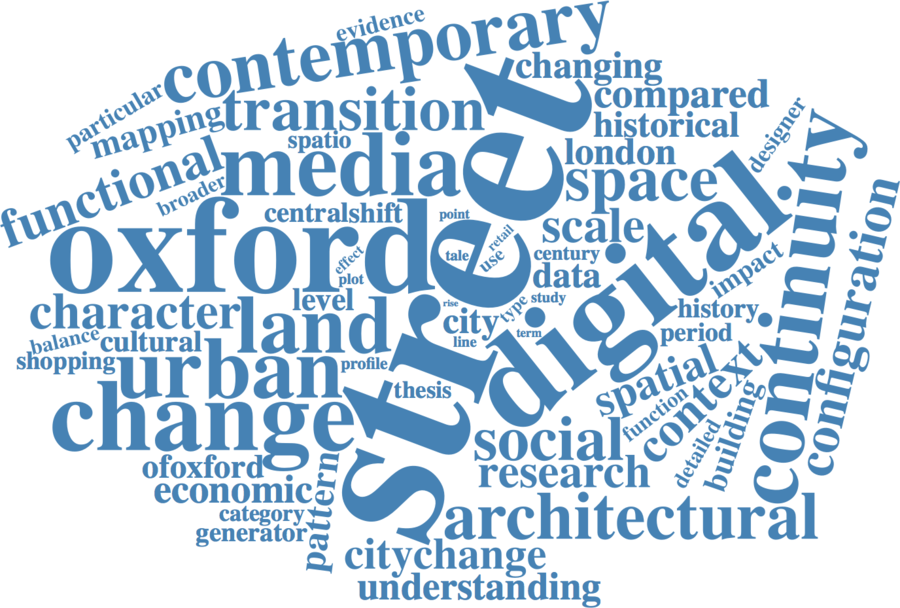 evidence
contemporary
particular
mapping
transition
spatio
changing
compared
historical
designer
functional
broader
media
london
space
street
centralshift
point
scale
digital
continuity
configuration
oxford
effect
plot
tale
use
retail
century
data
impact
character
level
land
rise
type
study
history
city
line
term
period
balance
cultural
shopping
urban
profile
thesis
spatial
function
context
change
social
detailed
building
ofoxford
research
economic
pattern
category
generator
architectural
citychange
understanding